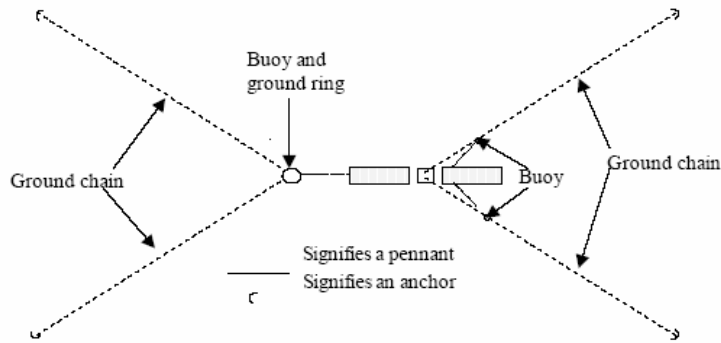 Buoy and
ground ring
Ground chain
Buoy
Ground chain
Signifies a pennant
Signifies an anchor